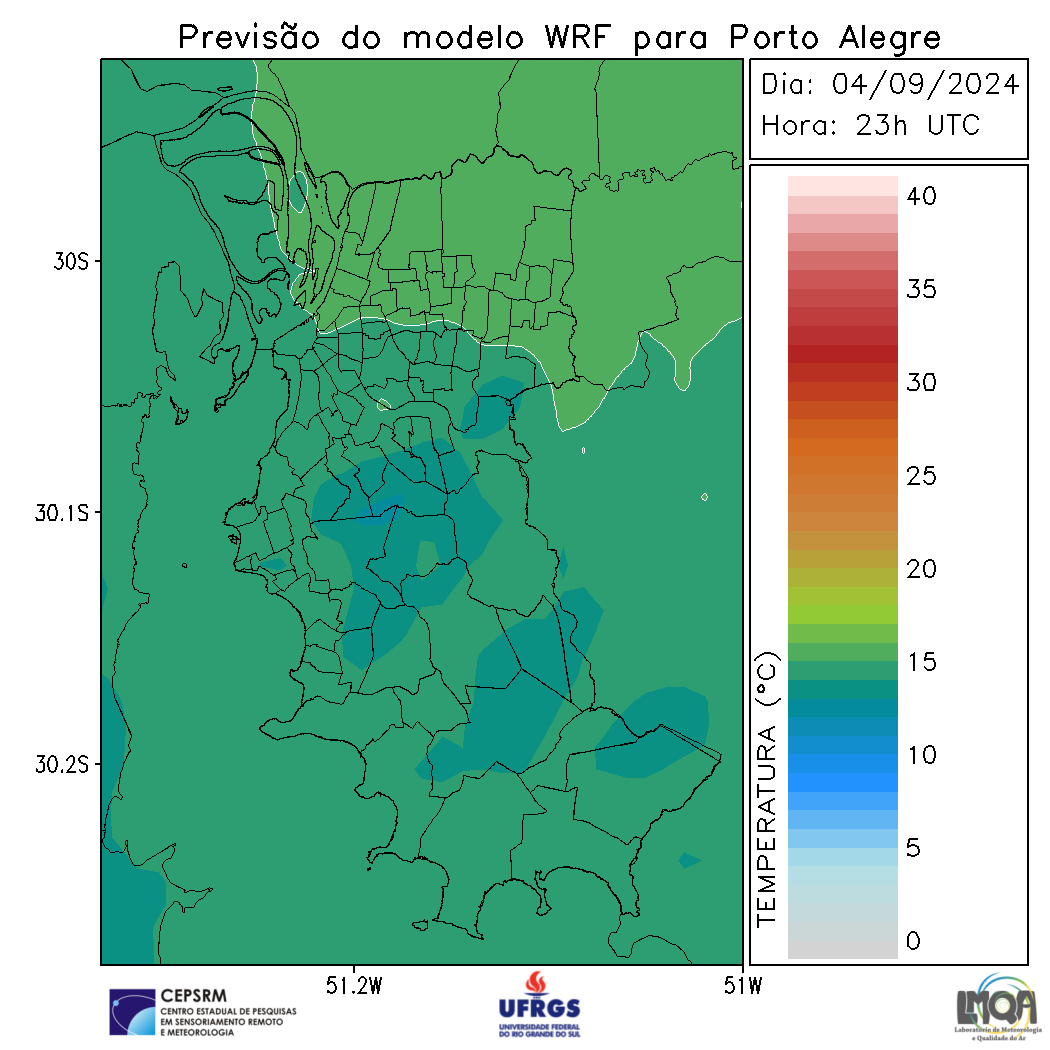 Previsão do modelo WRF para Porto Alegre
Dia: 04/09/2024
Hora: 23h UTC
40
35
30
25
20
15
10
5
0
TEMPERATURA (°C)
30S
30.1S
30.2S
51.2W
51W
CEPSRM
CENTRO ESTADUAL DE PESQUISAS
EM SENSORIAMENTO REMOTO
E METEOROLOGIA
UFRGS
UNIVERSIDADE FEDERAL
DO RIO GRANDE DO SUL
LMQA
Laboratório de Meteorologia
e Qualidade do Ar